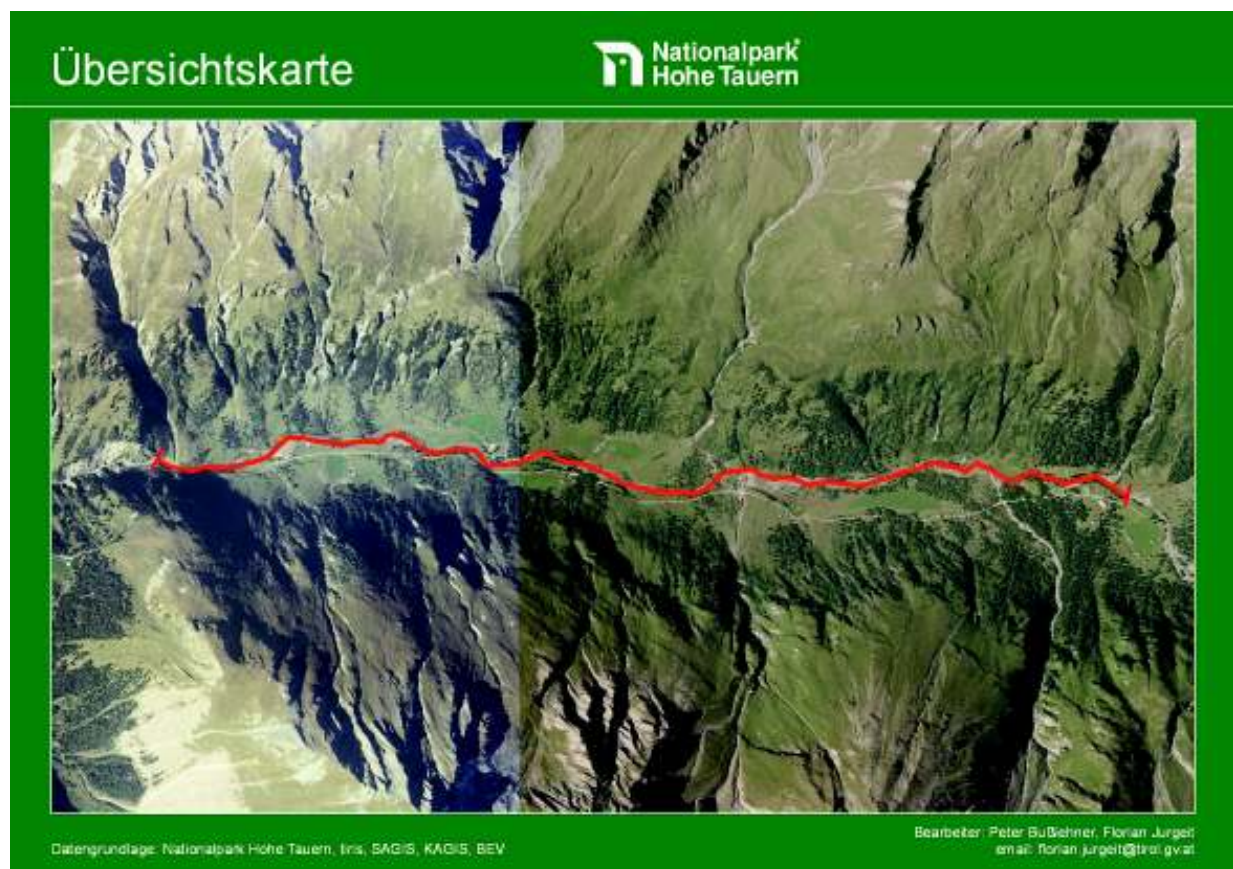 Übersichtskarte
Nationalpark
Hohe Tauern
Datengrundlage: Nationalpark Hohe Tauern, tiris, SAGIS, KAGIS, BEV
Bearbeiter: Peter Bußlehner, Florian Jurgeit
email: florian.jurgeit@tirol.gv.at